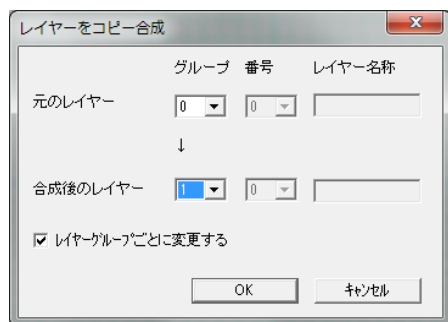 レイヤーをコピー合成
グループ 番号 レイヤー名称
元のレイヤー 0 0
↓
合成後のレイヤー 1 0
ﾚｲﾔｰｸﾞﾙｰﾌﾟごとに変更する
OK ｷｬﾝｾﾙ